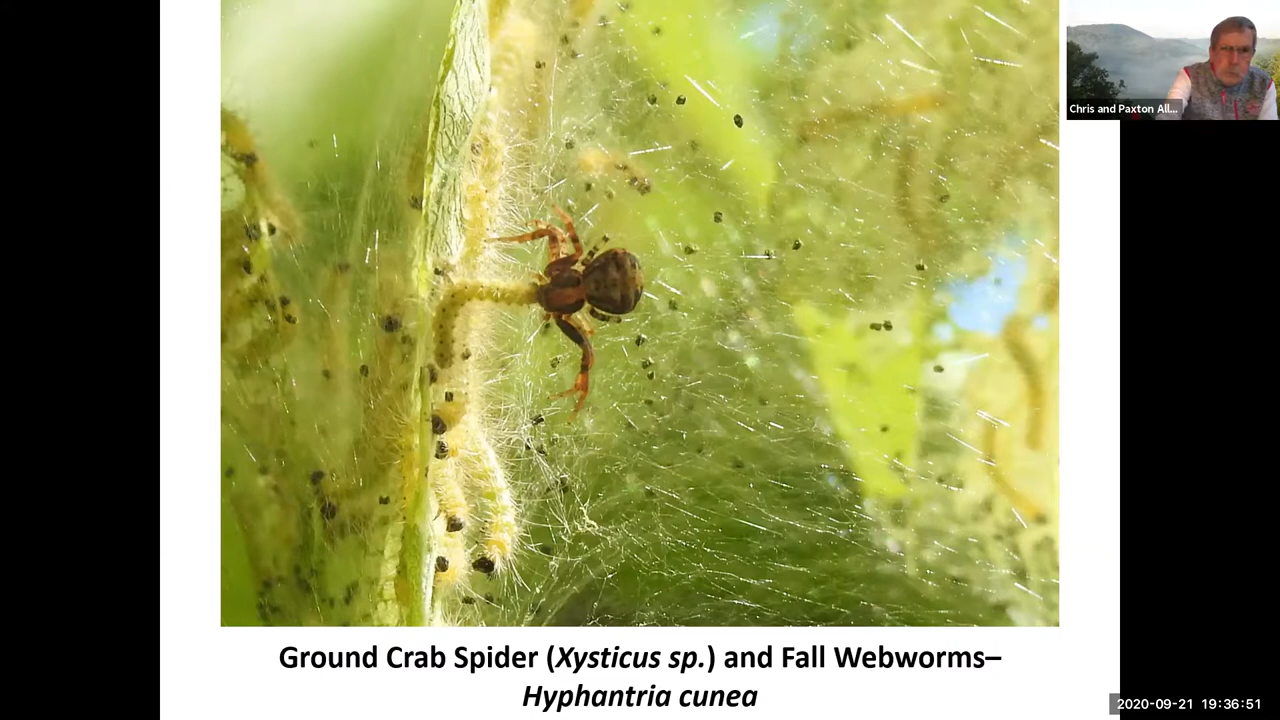 Chris and Paxton All...
Ground Crab Spider (Xysticus sp.) and Fall Webworms–
Hyphantria cunea
2020-09-21 19:36:51